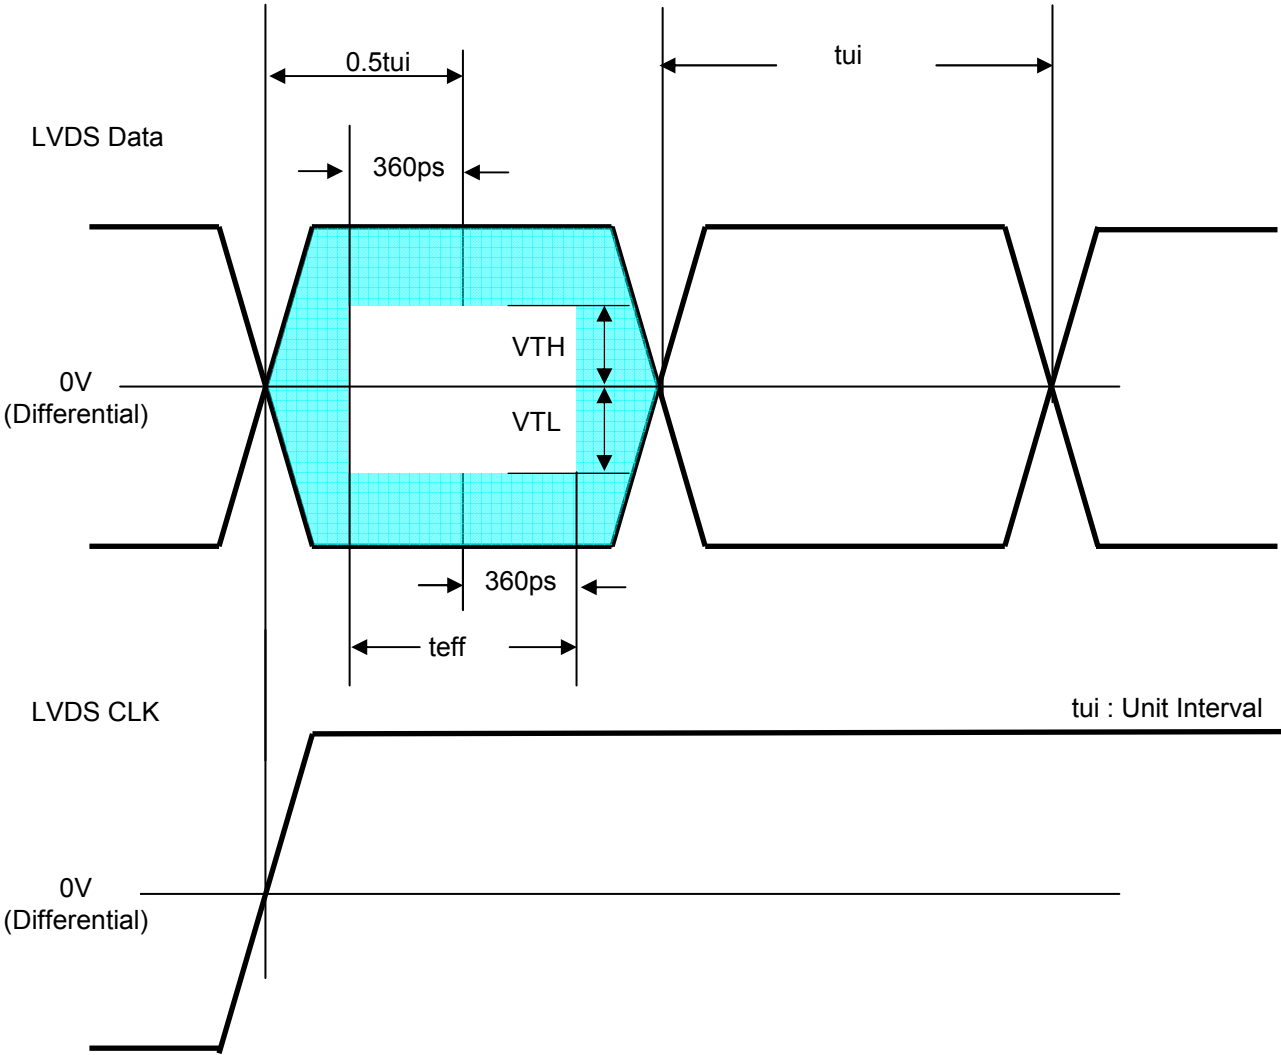 0.5tui
tui
LVDS Data
360ps
VTH
0V
(Differential)
VTL
360ps
teff
LVDS CLK
tui : Unit Interval
0V
(Differential)